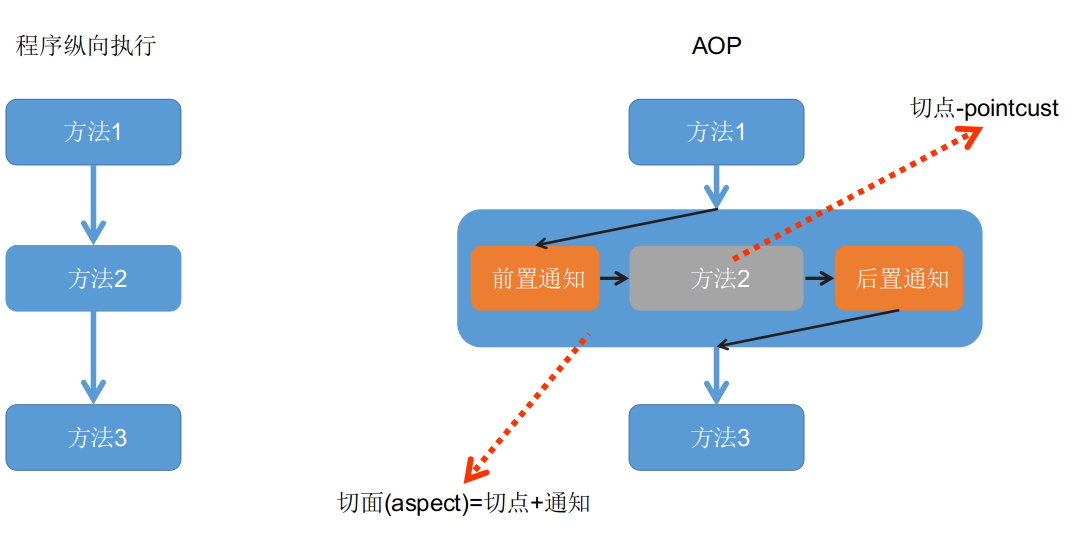 程序纵向执行
AOP
切点-pointcust
方法1
方法1
前置通知
方法2
后置通知
方法2
方法3
方法3
切面(aspect)=切点+通知